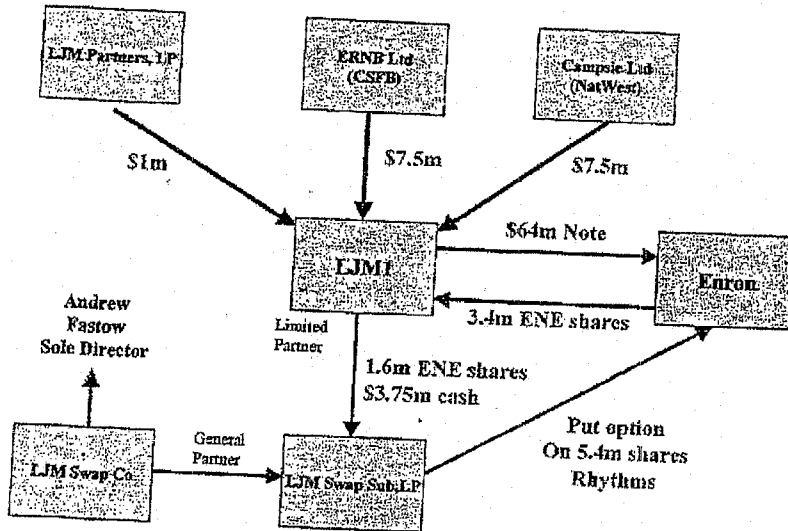 LJM Partners, LP
ERNB Ltd
(CSFB)
Campsie Ltd
(NatWest)
$1m
$7.5m
$7.5m
$64m Note
LJM1
Enron
3.4m ENE shares
Limited
Partner
Andrew
Fastow
Sole Director
1.6m ENE shares
$3.75m cash
Put option
On 5.4m shares
Rhythms
General
Partner
LJM Swap Co
LJM Swap Sub, LP